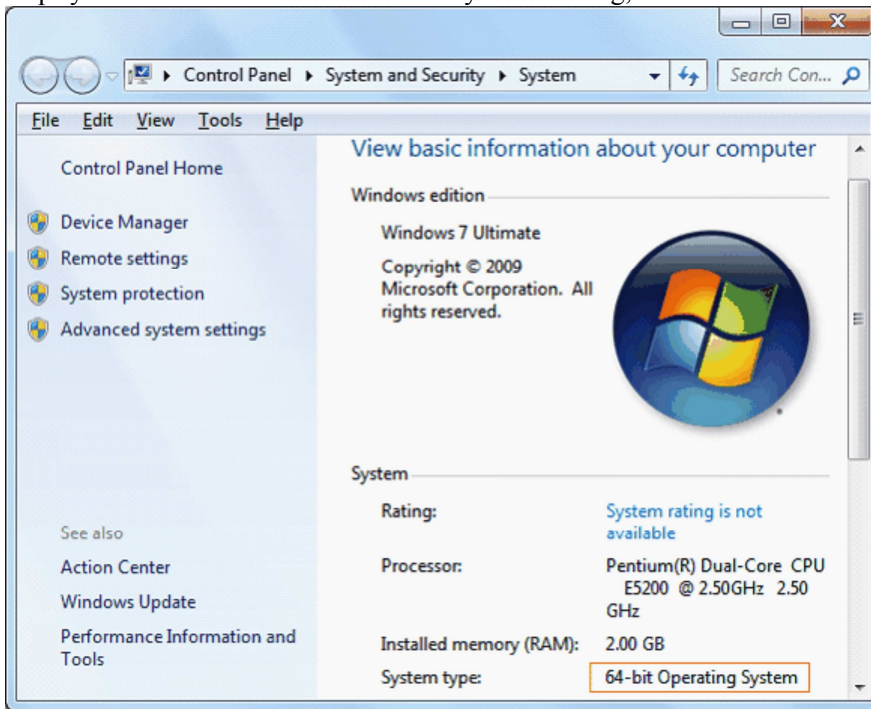 Control Panel ▸ System and Security ▸ System
Search Con...
File Edit View Tools Help
Control Panel Home
Device Manager
Remote settings
System protection
Advanced system settings
See also
Action Center
Windows Update
Performance Information and
Tools
View basic information about your computer
Windows edition
Windows 7 Ultimate
Copyright © 2009
Microsoft Corporation. All
rights reserved.
System
Rating:
System rating is not
available
Processor:
Pentium(R) Dual-Core CPU
E5200 @ 2.50GHz 2.50
GHz
Installed memory (RAM):
2.00 GB
System type:
64-bit Operating System